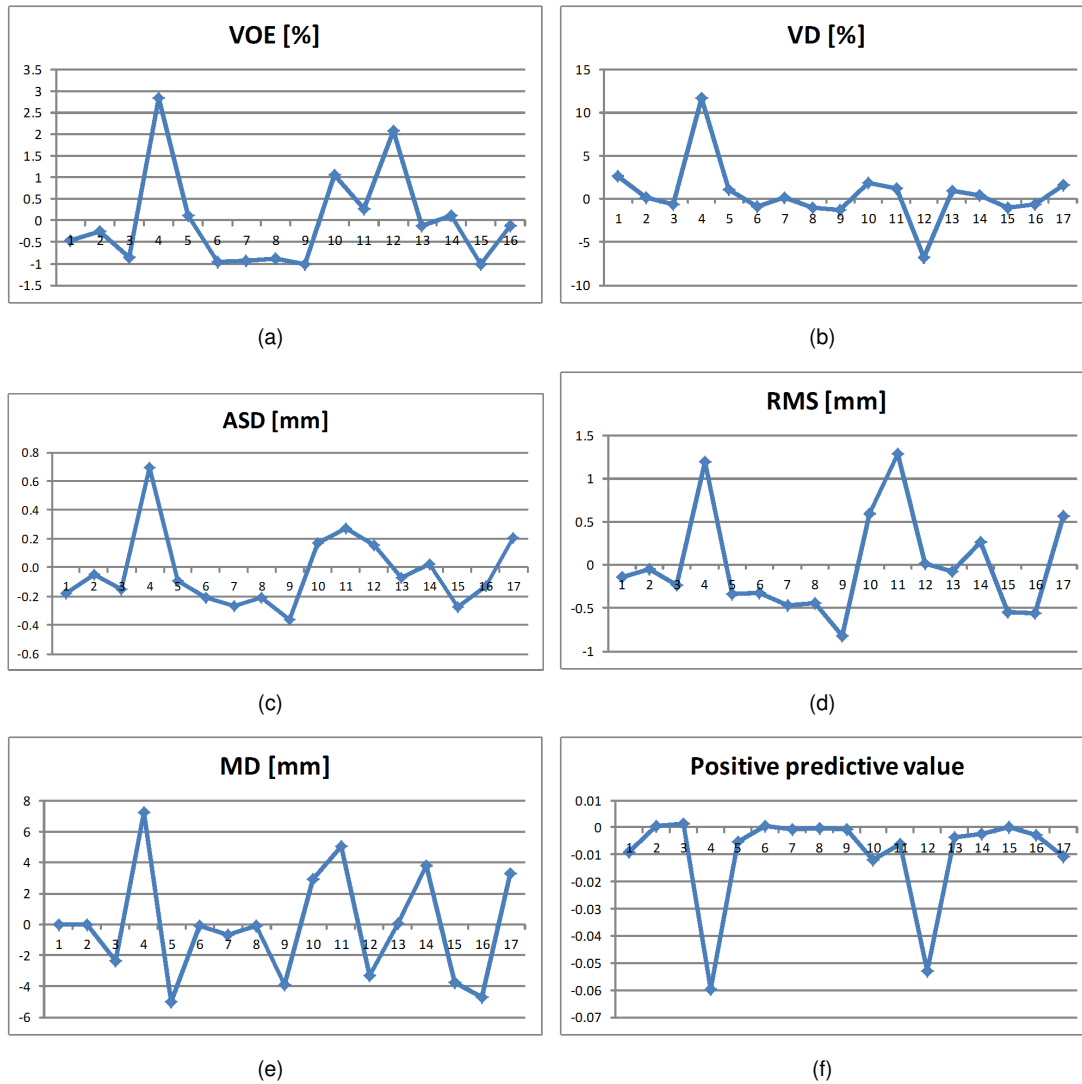 VOE [%]
3.5
3
2.5
2
1.5
1
0.5
0
-0.5
-1
-1.5
1 2 3 4 5 6 7 8 9 10 11 12 13 14 15 16
(a)
VD [%]
15
10
5
0
-5
-10
1 2 3 4 5 6 7 8 9 10 11 12 13 14 15 16 17
(b)
ASD [mm]
0.8
0.6
0.4
0.2
0.0
-0.2
-0.4
-0.6
1 2 3 4 5 6 7 8 9 10 11 12 13 14 15 16 17
(c)
RMS [mm]
1.5
1
0.5
0
-0.5
-1
1 2 3 4 5 6 7 8 9 10 11 12 13 14 15 16 17
(d)
MD [mm]
8
6
4
2
0
-2
-4
-6
1 2 3 4 5 6 7 8 9 10 11 12 13 14 15 16 17
(e)
Positive predictive value
0.01
0
-0.01
-0.02
-0.03
-0.04
-0.05
-0.06
-0.07
1 2 3 4 5 6 7 8 9 10 11 12 13 14 15 16 17
(f)